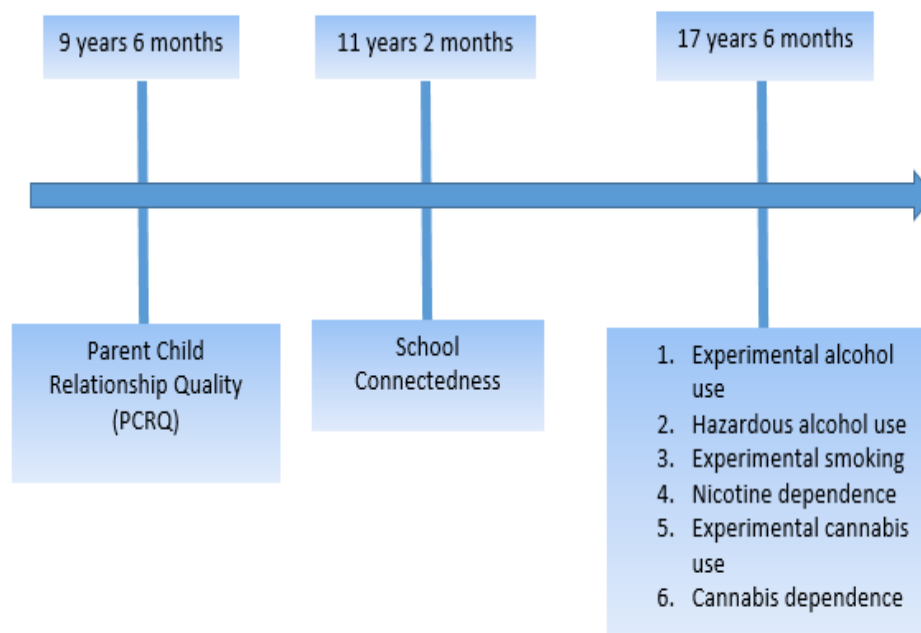 9 years 6 months
11 years 2 months
17 years 6 months
Parent Child
Relationship Quality
(PCRQ)
School
Connectedness
1. Experimental alcohol
use
2. Hazardous alcohol use
3. Experimental smoking
4. Nicotine dependence
5. Experimental cannabis
use
6. Cannabis dependence